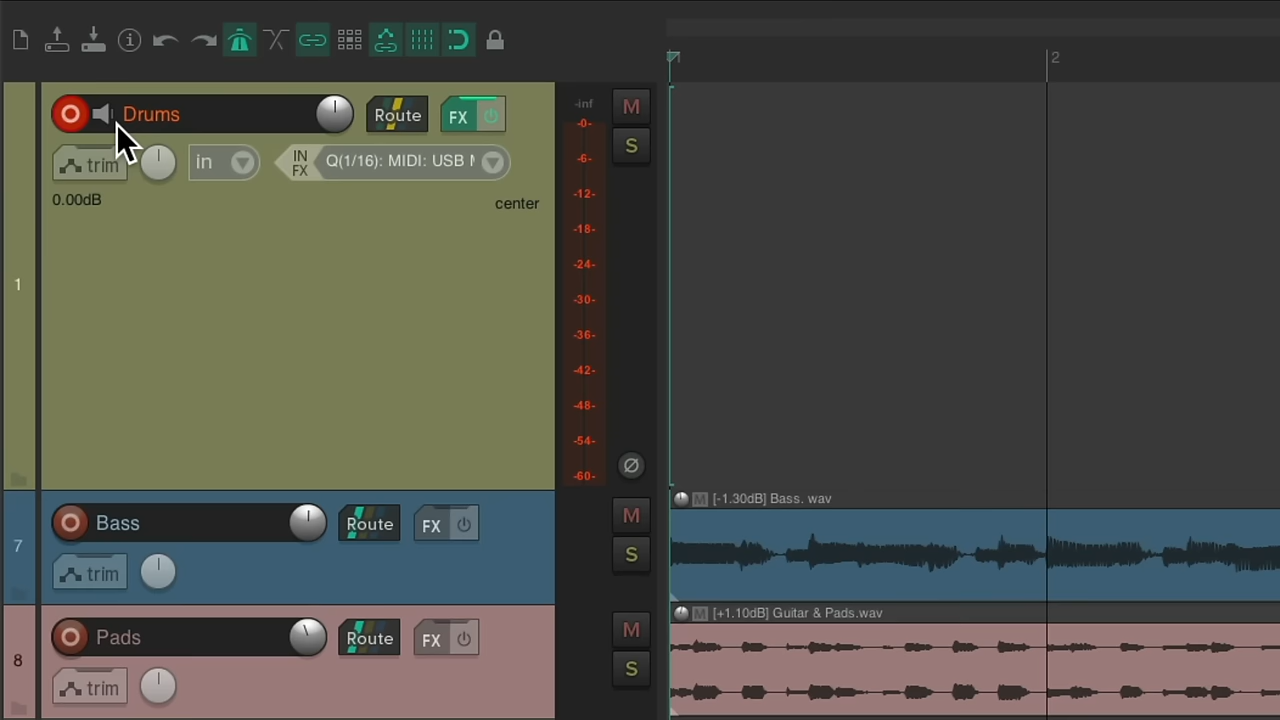 1
2
Drums
Route
FX
-inf
M
-0-
S
trim
in
IN
FX
Q(1/16): MIDI: USB
-6-
0.00dB
center
-12-
-18-
-24-
1
-30-
-36-
-42-
-48-
-54-
-60-
[-1.30dB] Bass. wav
M
Bass
Route
FX
M
7
S
trim
M
[+1.10dB] Guitar & Pads.wav
Pads
Route
FX
M
8
S
trim